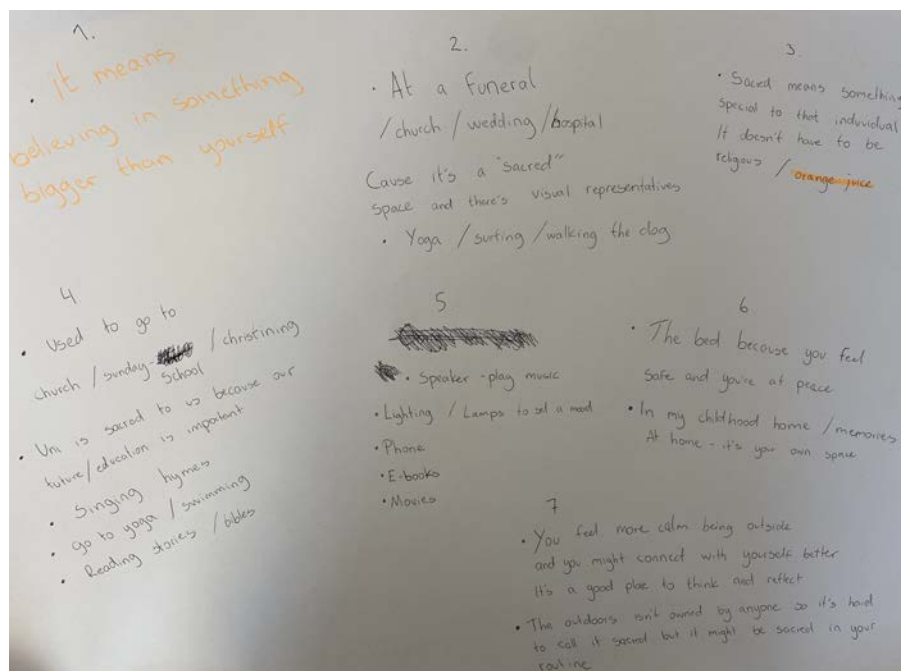 1.
• It means
believing in something
bigger than yourself
2.
• At a funeral
/church / wedding / hospital
Cause it's a "sacred"
space and there's visual representatives
• Yoga / surfing / walking the dog
3.
• Sacred means something
special to that induvidual
It doesn't have to be
religous / orange juice
4.
• Used to go to
church / sunday- / christining
School
• Uni is sacred to us because our
future/education is important
• Singing hymes
• go to yoga / swimming
• Reading stories / bibles
5
• Speaker - play music
• Lighting / Lamps to set a mood
• Phone
• E-books
• Movies
6
• The bed because you feel
safe and you're at peace
• In my childhood home / memories
At home - it's your own space
7
• You feel more calm being outside
and you might connect with yourself better
It's a good place to think and reflect
• The outdoors isn't owned by anyone so it's hard
to call it sacred but it might be sacred in your
routine